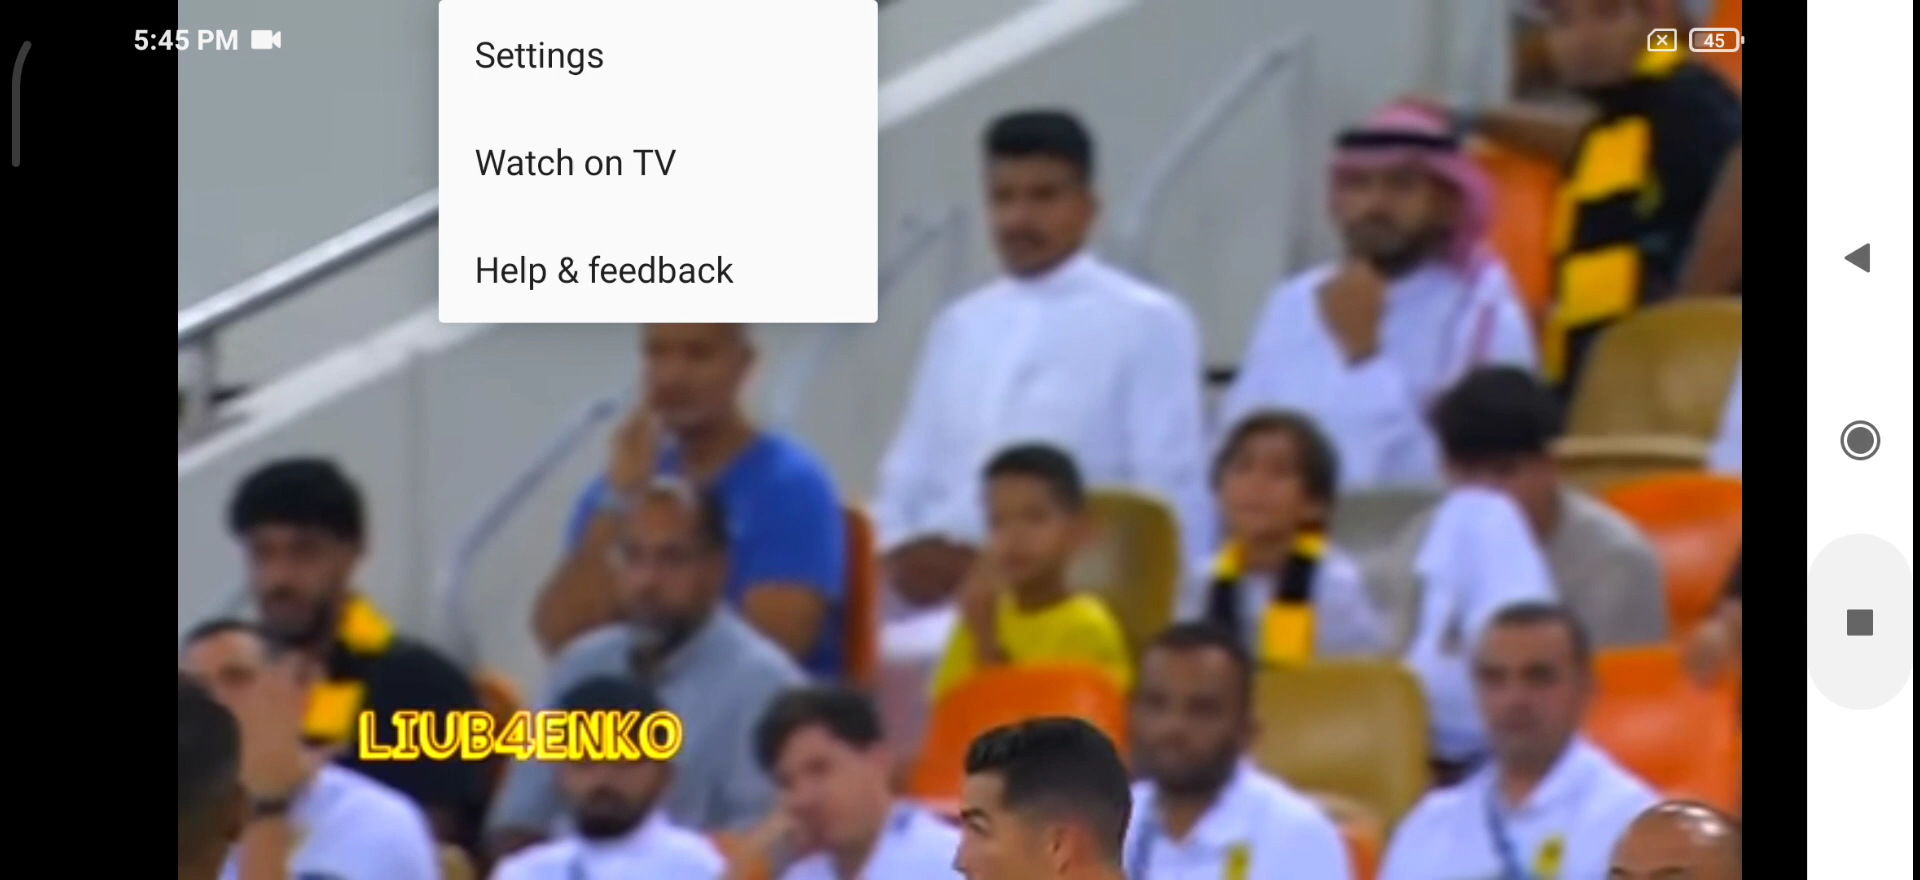 5:45 PM
45
Settings
Watch on TV
Help & feedback
LIUB4ENKO